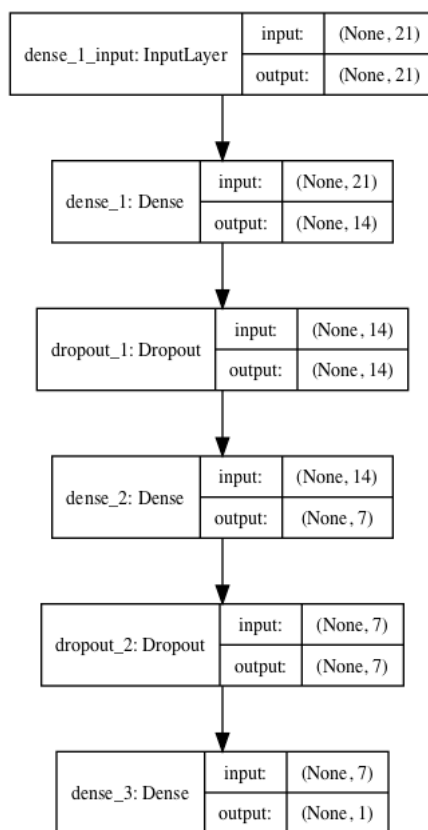 dense_1_input: InputLayer
input: (None, 21)
output: (None, 21)
dense_1: Dense
input: (None, 21)
output: (None, 14)
dropout_1: Dropout
input: (None, 14)
output: (None, 14)
dense_2: Dense
input: (None, 14)
output: (None, 7)
dropout_2: Dropout
input: (None, 7)
output: (None, 7)
dense_3: Dense
input: (None, 7)
output: (None, 1)